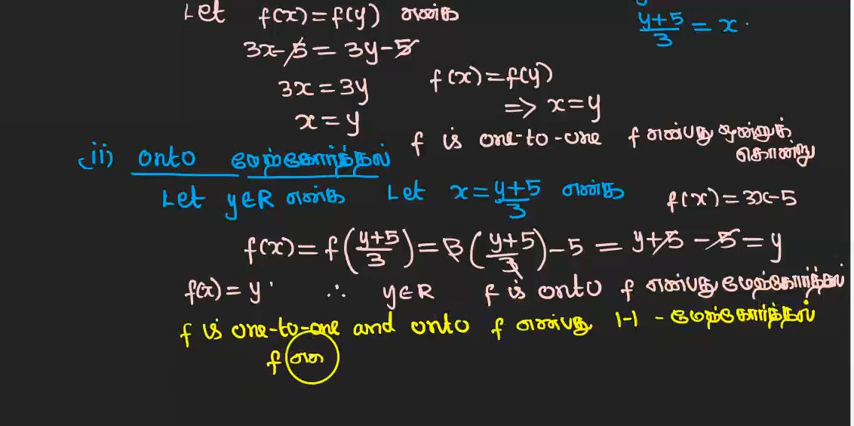 Let f(x) = f(y) என்க
y+5/3 = x
3x-5 = 3y-5
3x = 3y
f(x) = f(y)
x = y
=> x = y
f is one-to-one f என்பது ஒன்றுக்
கொன்று
(ii) onto மேற்கோர்த்தல்
Let y∈R என்க Let x = y+5/3 என்க
f(x) = 3x-5
f(x) = f(y+5/3) = 3(y+5/3) - 5 = y+5-5 = y
f(x) = y ∴ y∈R f is onto f என்பது மேற்கோர்த்தல்
f is one-to-one and onto f என்பது 1-1 - மேற்கோர்த்தல்
f என